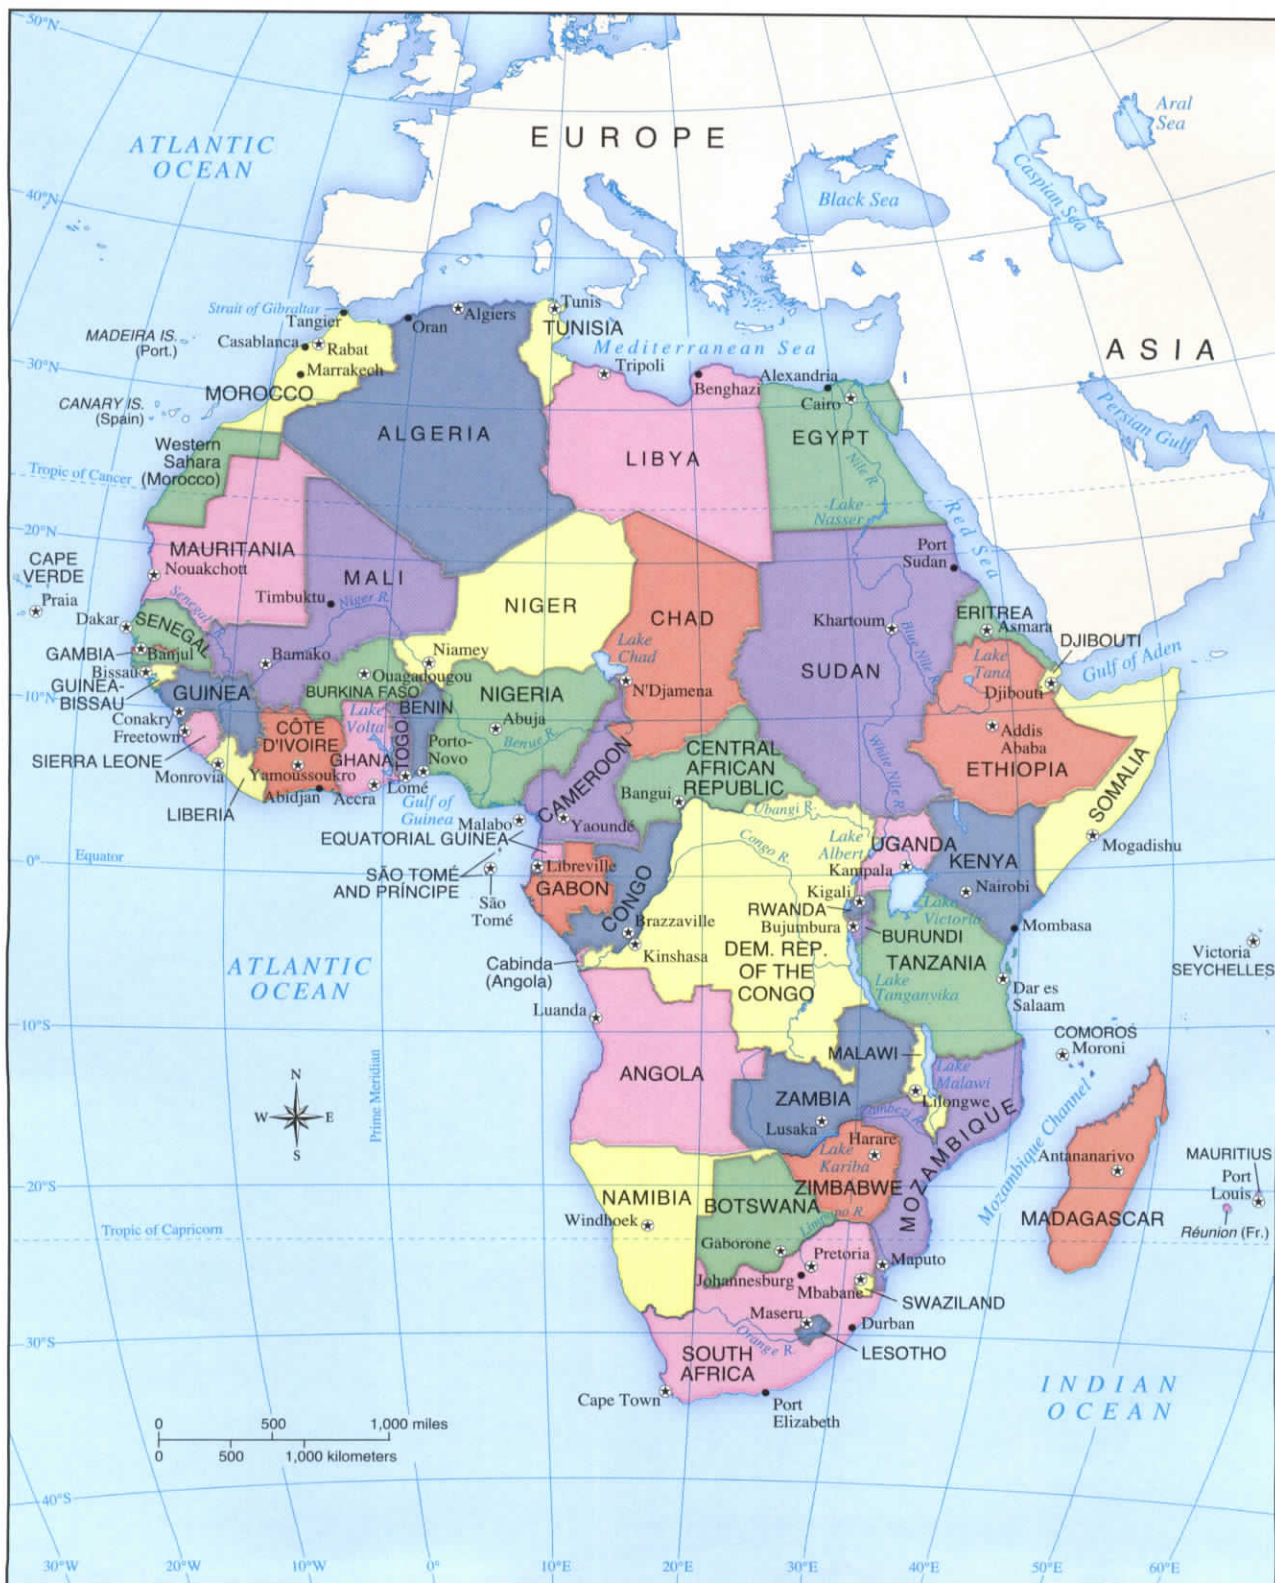 50°N
EUROPE
Aral
Sea
ATLANTIC
OCEAN
Caspian Sea
40°N
Black Sea
Strait of Gibraltar
Tangier
Oran
Algiers
Tunis
TUNISIA
MADEIRA IS.
(Port.)
Casablanca
Rabat
Mediterranean Sea
ASIA
30°N
Marrakech
MOROCCO
Tripoli
Benghazi
Alexandria
Cairo
CANARY IS.
(Spain)
Persian Gulf
ALGERIA
LIBYA
EGYPT
Western
Sahara
(Morocco)
Tropic of Cancer
Nile R.
Lake
Nasser
Red Sea
20°N
CAPE
VERDE
Praia
MAURITANIA
Nouakchott
MALI
Timbuktu
Niger R.
NIGER
CHAD
Port
Sudan
Khartoum
ERITREA
Asmara
Dakar
SENEGAL
Senegal R.
Blue Nile R.
DJIBOUTI
Gulf of Aden
GAMBIA
Banjul
Bissau
GUINEA-
BISSAU
Bamako
Niamey
Ouagadougou
BURKINA FASO
Lake
Chad
N'Djamena
SUDAN
Lake
Tana
Djibouti
10°N
GUINEA
Conakry
Freetown
SIERRA LEONE
CÔTE
D'IVOIRE
Lake
Volta
BENIN
NIGERIA
Abuja
Benue R.
Addis
Ababa
ETHIOPIA
SOMALIA
Monrovia
LIBERIA
Yamoussoukro
Abidjan
GHANA
Accra
TOGO
Lomé
Porto-
Novo
Gulf of
Guinea
CAMEROON
CENTRAL
AFRICAN
REPUBLIC
Bangui
Ubangi R.
White Nile R.
Malabo
Yaoundé
EQUATORIAL GUINEA
Congo R.
Lake
Albert
UGANDA
Kampala
KENYA
Nairobi
Mogadishu
0°
Equator
SÃO TOMÉ
AND PRÍNCIPE
São
Tomé
Libreville
GABON
CONGO
Kigali
RWANDA
Bujumbura
BURUNDI
Lake
Victoria
Mombasa
Brazzaville
Kinshasa
DEM. REP.
OF THE
CONGO
TANZANIA
Victoria
SEYCHELLES
ATLANTIC
OCEAN
Cabinda
(Angola)
Lake
Tanganyika
Dar es
Salaam
Luanda
10°S
COMOROS
Moroni
MALAWI
Lake
Malawi
Prime Meridian
N
W
E
S
ANGOLA
ZAMBIA
Lusaka
Lilongwe
Zambezi R.
MOZAMBIQUE
Mozambique Channel
Harare
Lake
Kariba
ZIMBABWE
Antananarivo
MADAGASCAR
MAURITIUS
Port
Louis
Réunion (Fr.)
20°S
NAMIBIA
Windhoek
BOTSWANA
Limpopo R.
Tropic of Capricorn
Gaborone
Pretoria
Johannesburg
Mbabane
Maputo
SWAZILAND
Maseru
Durban
LESOTHO
30°S
Orange R.
SOUTH
AFRICA
Cape Town
Port
Elizabeth
INDIAN
OCEAN
0
500
1,000 miles
0
500
1,000 kilometers
40°S
30°W
20°W
10°W
0°
10°E
20°E
30°E
40°E
50°E
60°E